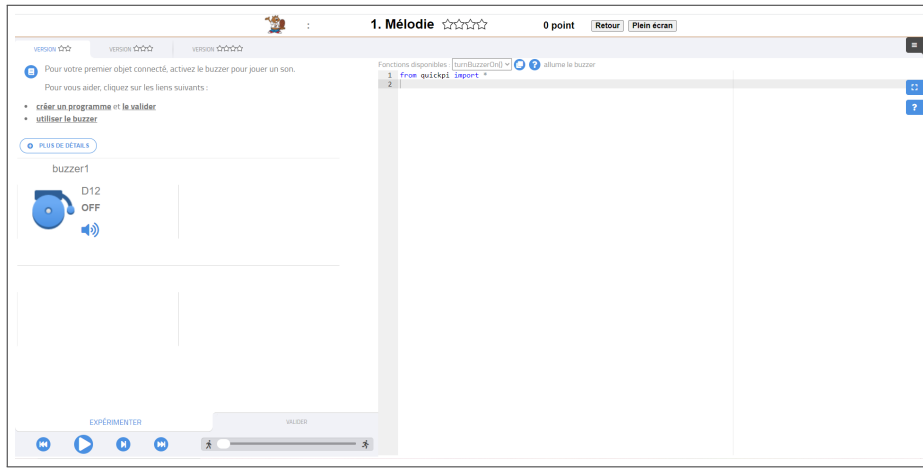 :
1. Mélodie
0 point
Retour
Plein écran
VERSION
VERSION
VERSION
Pour votre premier objet connecté, activez le buzzer pour jouer un son.
Pour vous aider, cliquez sur les liens suivants :
• créer un programme et le valider
• utiliser le buzzer
PLUS DE DÉTAILS
buzzer1
D12
OFF
Fonctions disponibles : turnBuzzerOn() ? allume le buzzer
1 from quickpi import *
2
?
EXPÉRIMENTER
VALIDER